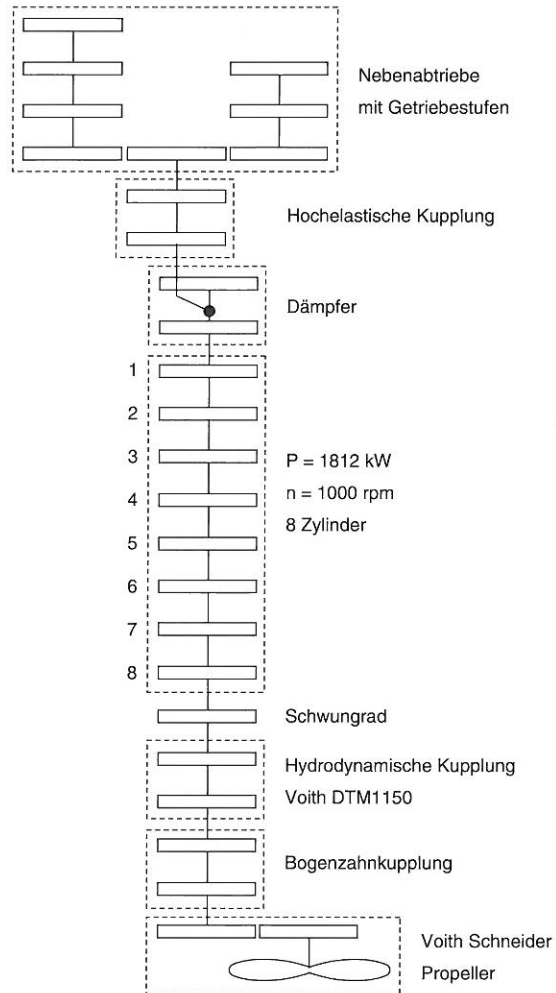 Nebenabtriebe
mit Getriebestufen
Hochelastische Kupplung
Dämpfer
1
2
3
4
5
6
7
8
P = 1812 kW
n = 1000 rpm
8 Zylinder
Schwungrad
Hydrodynamische Kupplung
Voith DTM1150
Bogenzahnkupplung
Voith Schneider
Propeller